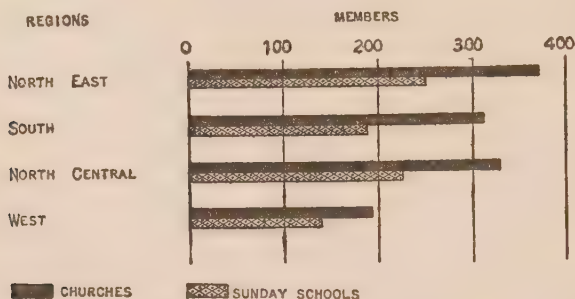 REGIONS MEMBERS
0 100 200 300 400
NORTH EAST
SOUTH
NORTH CENTRAL
WEST
CHURCHES SUNDAY SCHOOLS